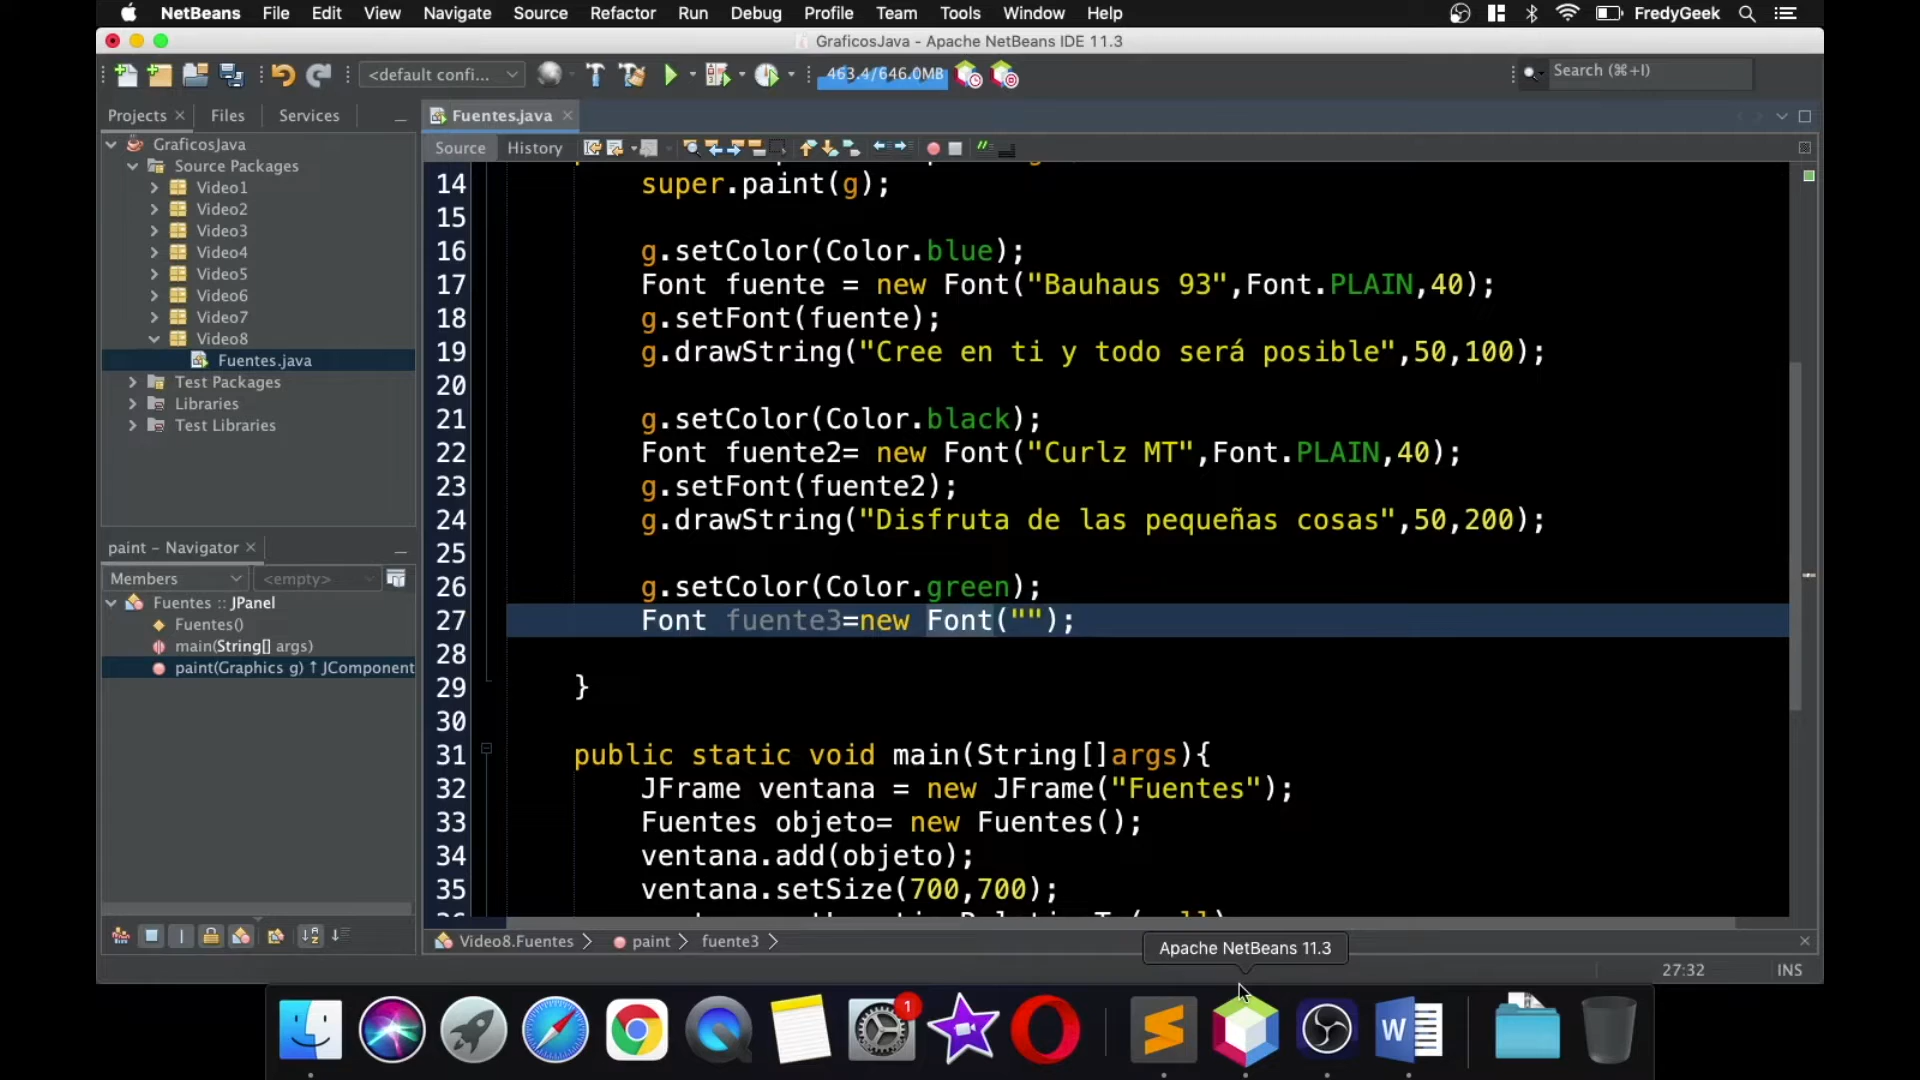 NetBeans File Edit View Navigate Source Refactor Run Debug Profile Team Tools Window Help FredyGeek
GraficosJava - Apache NetBeans IDE 11.3
<default confi... 463.4/646.0MB Search (⌘+I)
Projects Files Services Fuentes.java
Source History
GraficosJava
Source Packages
Video1
Video2
Video3
Video4
Video5
Video6
Video7
Video8
Fuentes.java
Test Packages
Libraries
Test Libraries
paint - Navigator
Members <empty>
Fuentes :: JPanel
Fuentes()
main(String[] args)
paint(Graphics g) ↑ JComponent
14 super.paint(g);
15
16 g.setColor(Color.blue);
17 Font fuente = new Font("Bauhaus 93",Font.PLAIN,40);
18 g.setFont(fuente);
19 g.drawString("Cree en ti y todo será posible",50,100);
20
21 g.setColor(Color.black);
22 Font fuente2= new Font("Curlz MT",Font.PLAIN,40);
23 g.setFont(fuente2);
24 g.drawString("Disfruta de las pequeñas cosas",50,200);
25
26 g.setColor(Color.green);
27 Font fuente3=new Font("");
28
29 }
30
31 public static void main(String[]args){
32 JFrame ventana = new JFrame("Fuentes");
33 Fuentes objeto= new Fuentes();
34 ventana.add(objeto);
35 ventana.setSize(700,700);
Video8.Fuentes paint fuente3
Apache NetBeans 11.3
27:32 INS
1
W